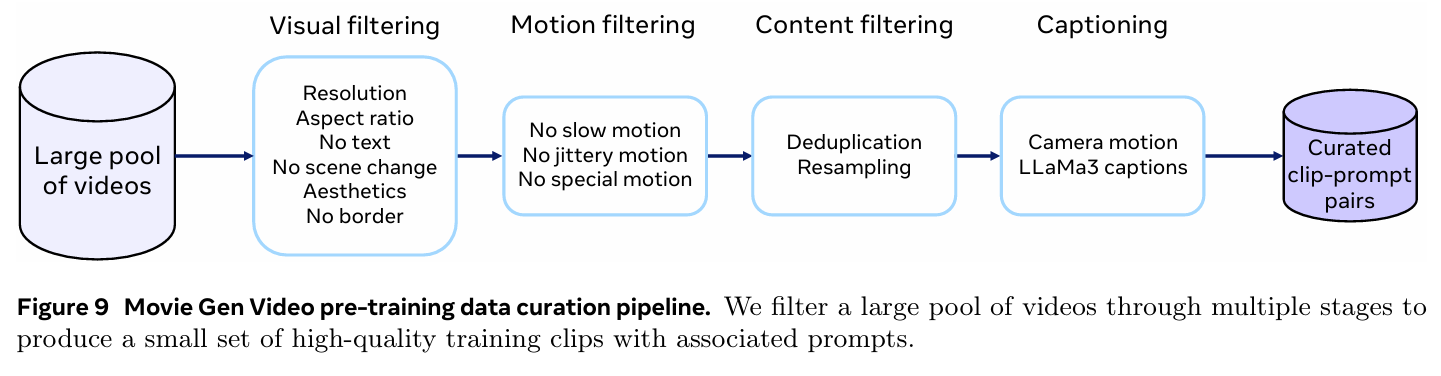 Visual filtering
Motion filtering
Content filtering
Captioning
Large pool
of videos
Resolution
Aspect ratio
No text
No scene change
Aesthetics
No border
No slow motion
No jittery motion
No special motion
Deduplication
Resampling
Camera motion
LLaMa3 captions
Curated
clip-prompt
pairs
Figure 9 Movie Gen Video pre-training data curation pipeline. We filter a large pool of videos through multiple stages to
produce a small set of high-quality training clips with associated prompts.